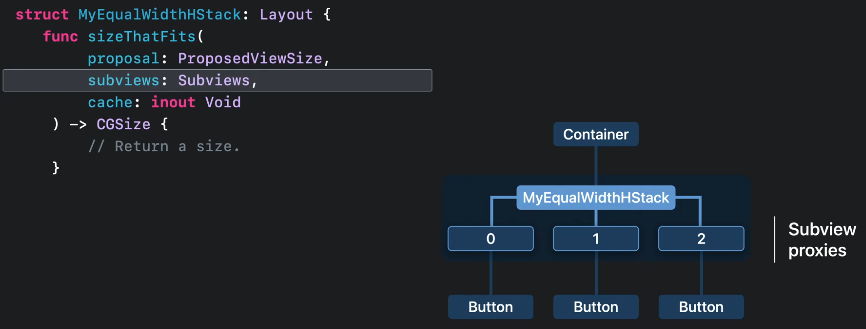 struct MyEqualWidthHStack: Layout {
func sizeThatFits(
proposal: ProposedViewSize,
subviews: Subviews,
cache: inout Void
) -> CGSize {
// Return a size.
}
Container
MyEqualWidthHStack
0
1
2
Subview
proxies
Button
Button
Button